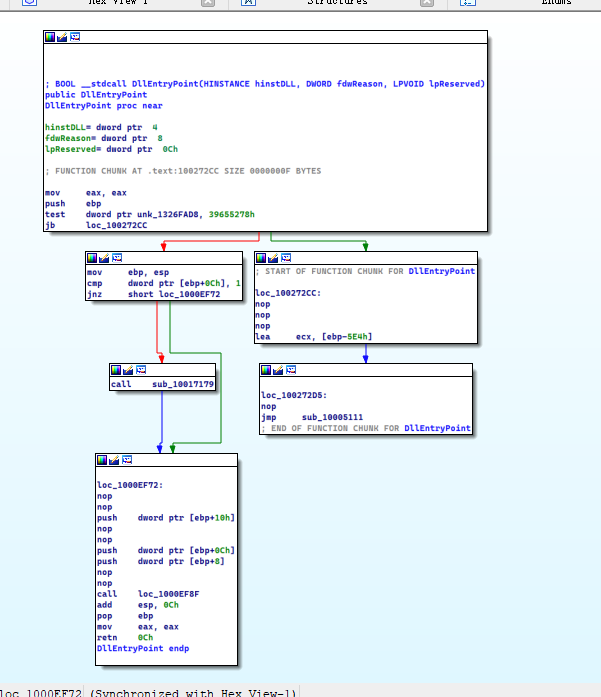 Hex View-1 Structures Enums
; BOOL __stdcall DllEntryPoint(HINSTANCE hinstDLL, DWORD fdwReason, LPVOID lpReserved)
public DllEntryPoint
DllEntryPoint proc near
hinstDLL= dword ptr  4
fdwReason= dword ptr  8
lpReserved= dword ptr  0Ch
; FUNCTION CHUNK AT .text:100272CC SIZE 0000000F BYTES
mov     eax, eax
push    ebp
test    dword ptr unk_1326FAD8, 39655278h
jb      loc_100272CC
mov     ebp, esp
cmp     dword ptr [ebp+0Ch], 1
jnz     short loc_1000EF72
; START OF FUNCTION CHUNK FOR DllEntryPoint
loc_100272CC:
nop
nop
nop
lea     ecx, [ebp-5E4h]
call    sub_10017179
loc_100272D5:
nop
jmp     sub_10005111
; END OF FUNCTION CHUNK FOR DllEntryPoint
loc_1000EF72:
nop
nop
push    dword ptr [ebp+10h]
nop
nop
push    dword ptr [ebp+0Ch]
push    dword ptr [ebp+8]
nop
nop
call    loc_1000EF8F
add     esp, 0Ch
pop     ebp
mov     eax, eax
retn    0Ch
DllEntryPoint endp
loc_1000EF72 (Synchronized with Hex View-1)